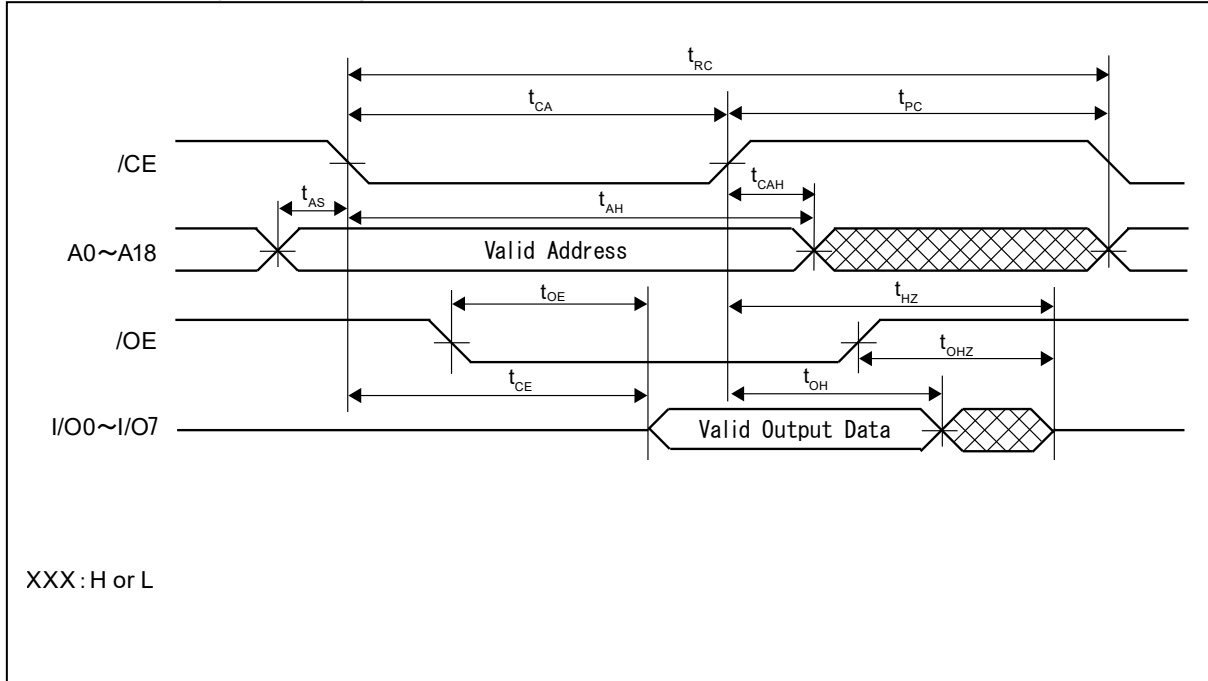 tRC
tCA
tPC
/CE
tCAH
tAS
tAH
A0～A18
Valid Address
tOE
tHZ
/OE
tOHZ
tCE
tOH
I/O0～I/O7
Valid Output Data
XXX : H or L